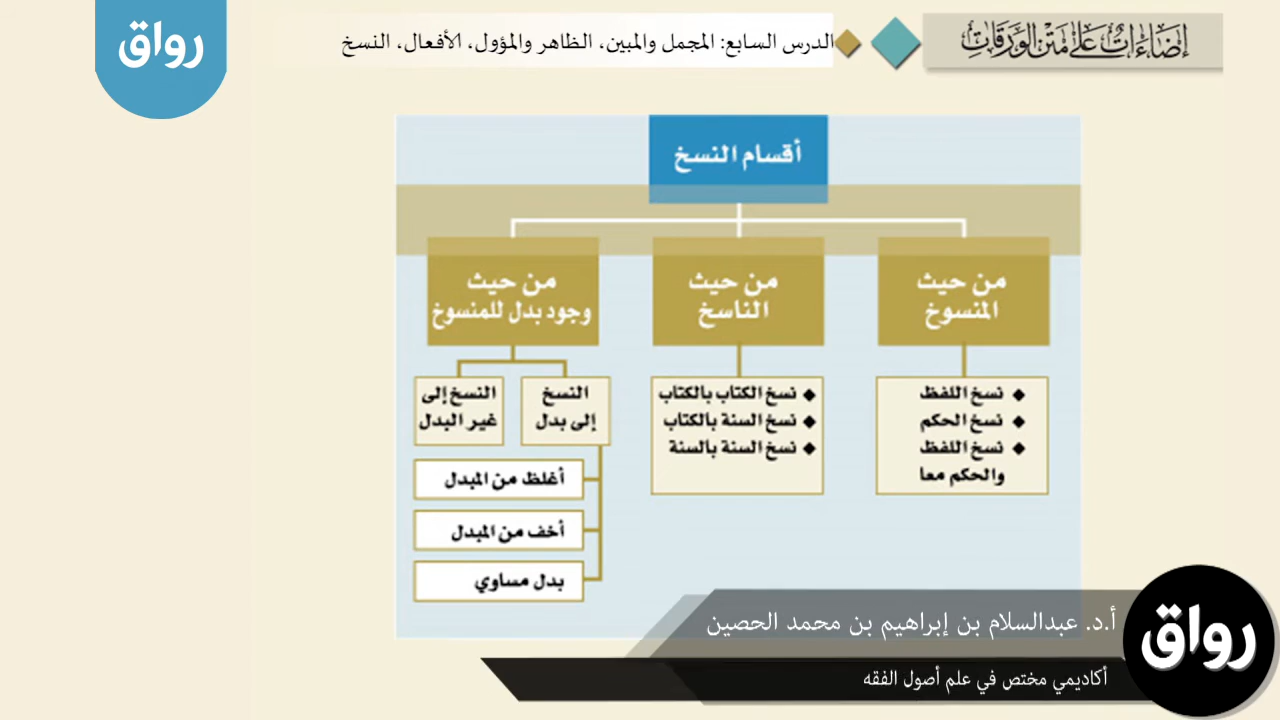 إضاءات على متن الورقات
الدرس السابع: المجمل والمبين، الظاهر والمؤول، الأفعال، النسخ
رواق
أقسام النسخ
من حيث
المنسوخ
نسخ اللفظ
نسخ الحكم
نسخ اللفظ
والحكم معا
من حيث
الناسخ
نسخ الكتاب بالكتاب
نسخ السنة بالكتاب
نسخ السنة بالسنة
من حيث
وجود بدل للمنسوخ
النسخ
إلى بدل
النسخ إلى
غير البدل
أغلظ من المبدل
أخف من المبدل
بدل مساوي
أ.د. عبدالسلام بن إبراهيم بن محمد الحصين
أكاديمي مختص في علم أصول الفقه
رواق